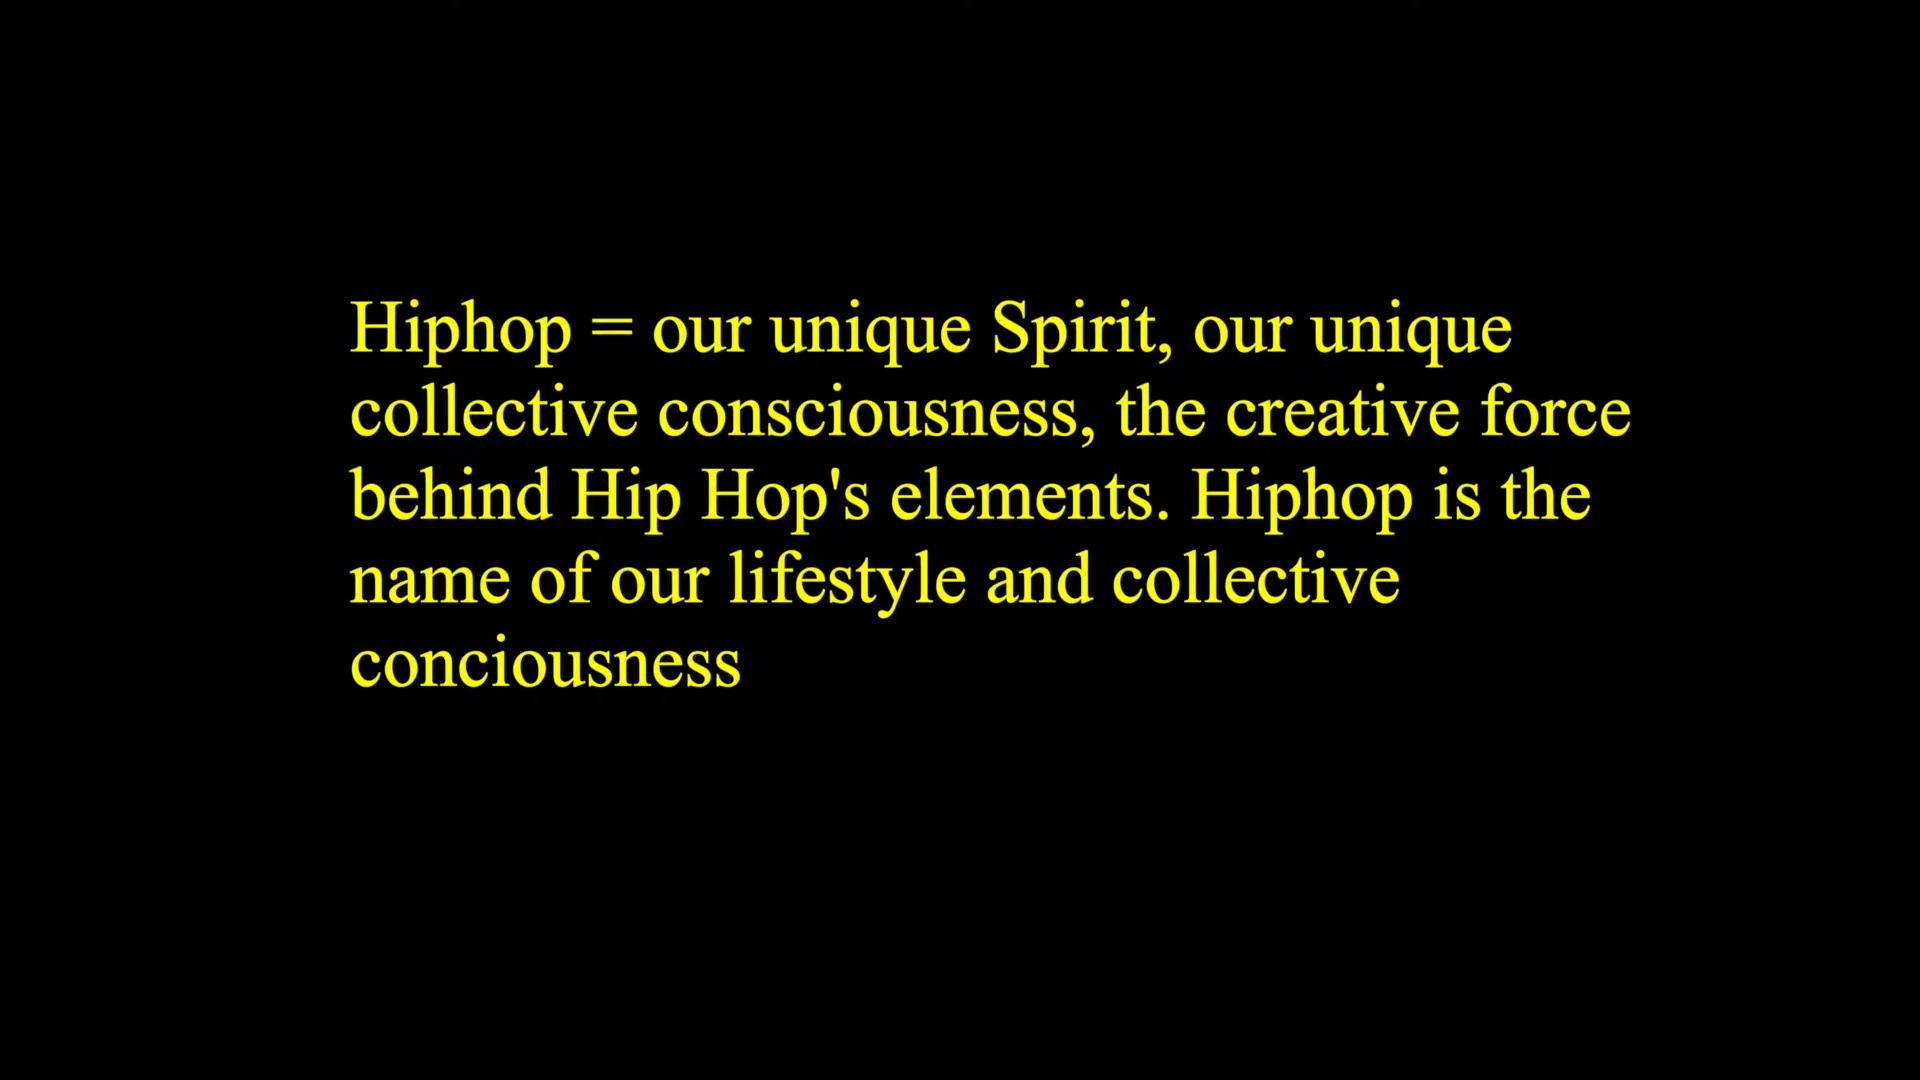 Hiphop = our unique Spirit, our unique
collective consciousness, the creative force
behind Hip Hop's elements. Hiphop is the
name of our lifestyle and collective
conciousness